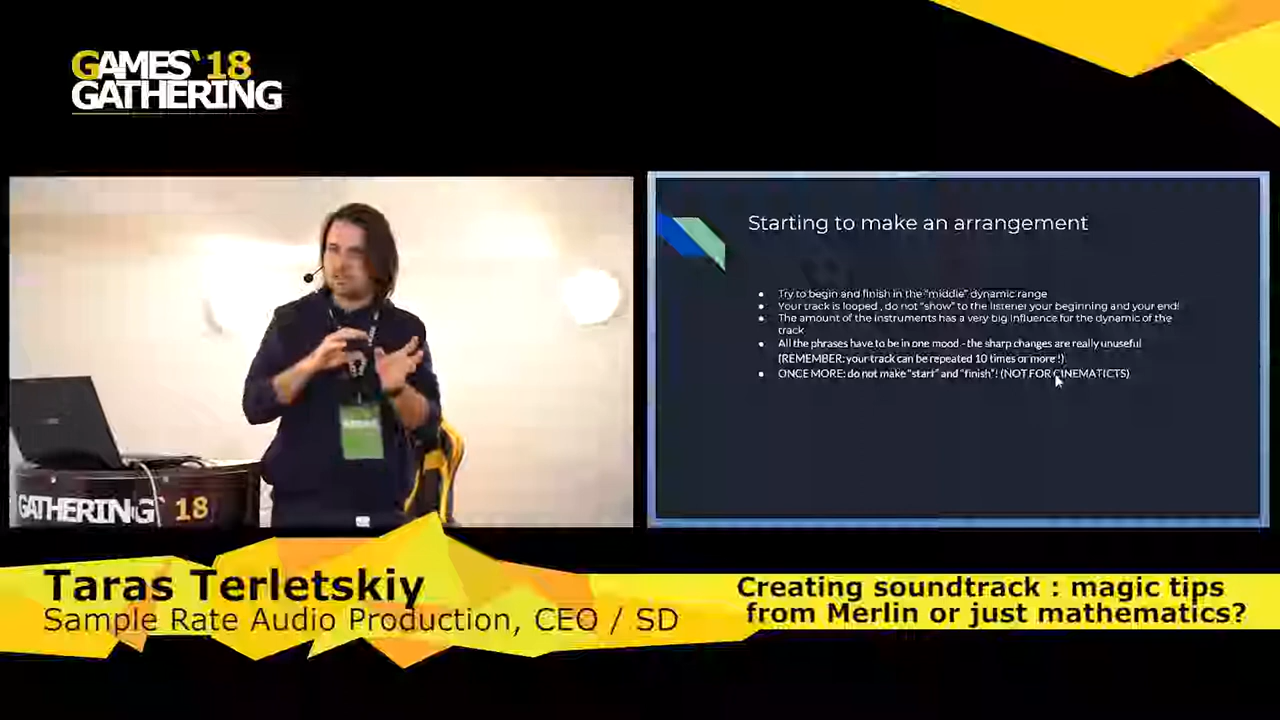 GAMES`18
GATHERING
Starting to make an arrangement
Try to begin and finish in the "middle" dynamic range
Your track is looped , do not "show" to the listener your beginning and your end!
The amount of the instruments has a very big influence for the dynamic of the
track
All the phrases have to be in one mood - the sharp changes are really unuseful
(REMEMBER: your track can be repeated 10 times or more!)
ONCE MORE: do not make "start" and "finish"! (NOT FOR CINEMATICTS)
GATHERING`18
Taras Terletskiy
Sample Rate Audio Production, CEO / SD
Creating soundtrack : magic tips
from Merlin or just mathematics?